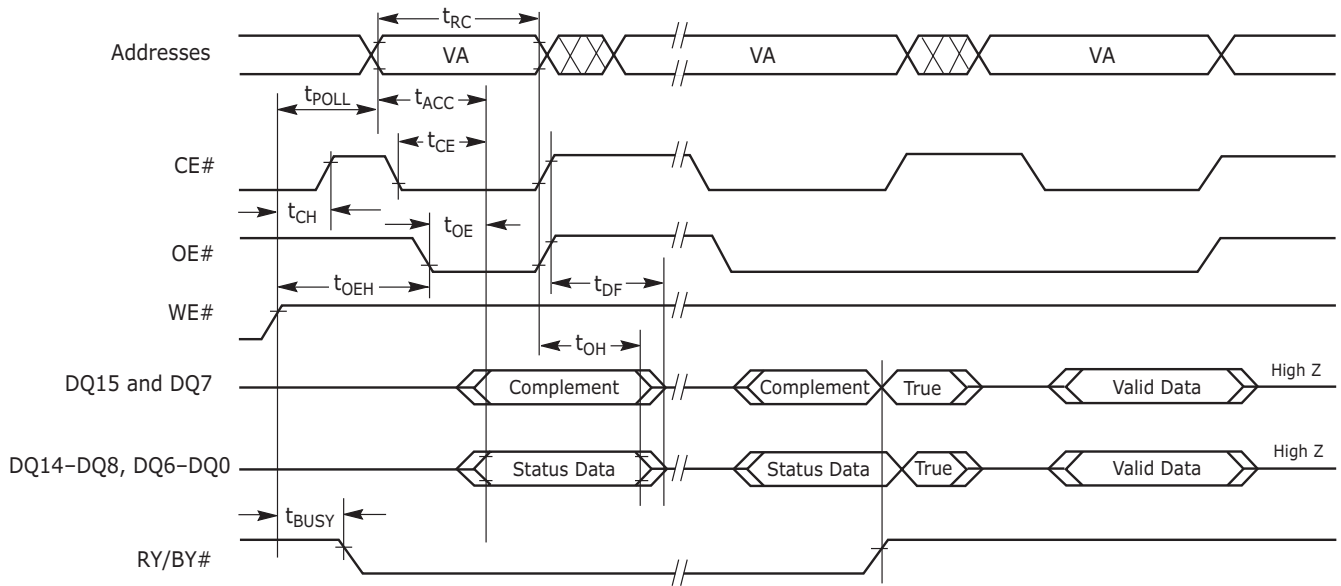 tRC
Addresses VA VA VA
tPOLL tACC
tCE
CE#
tCH tOE
OE#
tOEH tDF
WE#
tOH
DQ15 and DQ7 Complement Complement True Valid Data High Z
DQ14–DQ8, DQ6–DQ0 Status Data Status Data True Valid Data High Z
tBUSY
RY/BY#